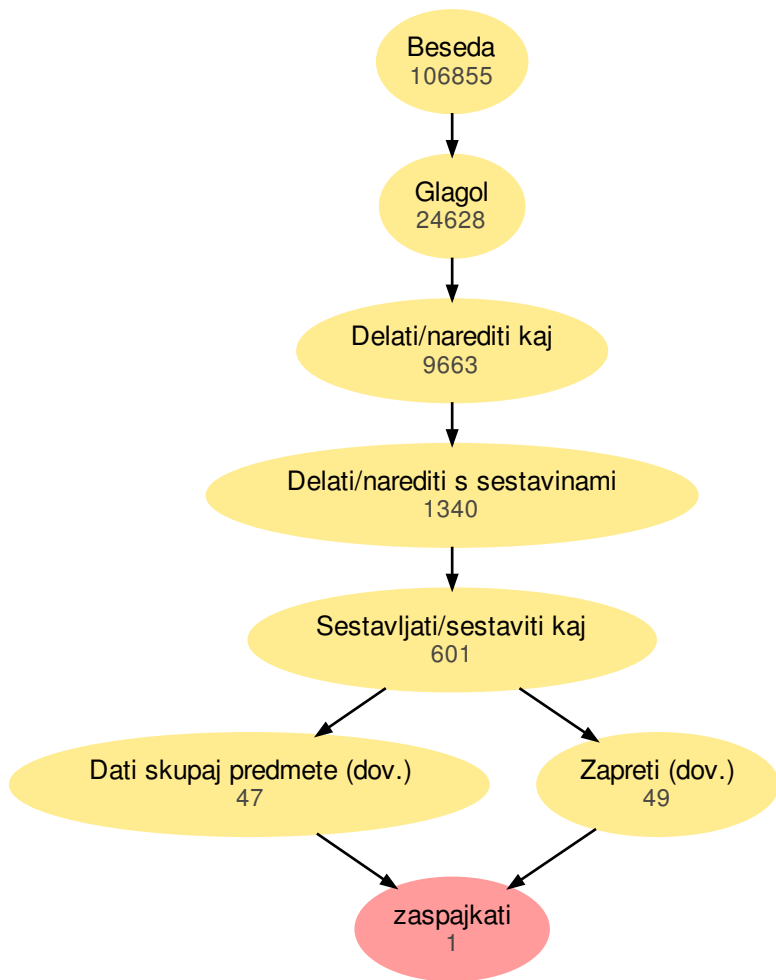 Beseda
106855
Glagol
24628
Delati/narediti kaj
9663
Delati/narediti s sestavinami
1340
Sestavljati/sestaviti kaj
601
Dati skupaj predmete (dov.)
47
Zapreti (dov.)
49
zaspajkati
1